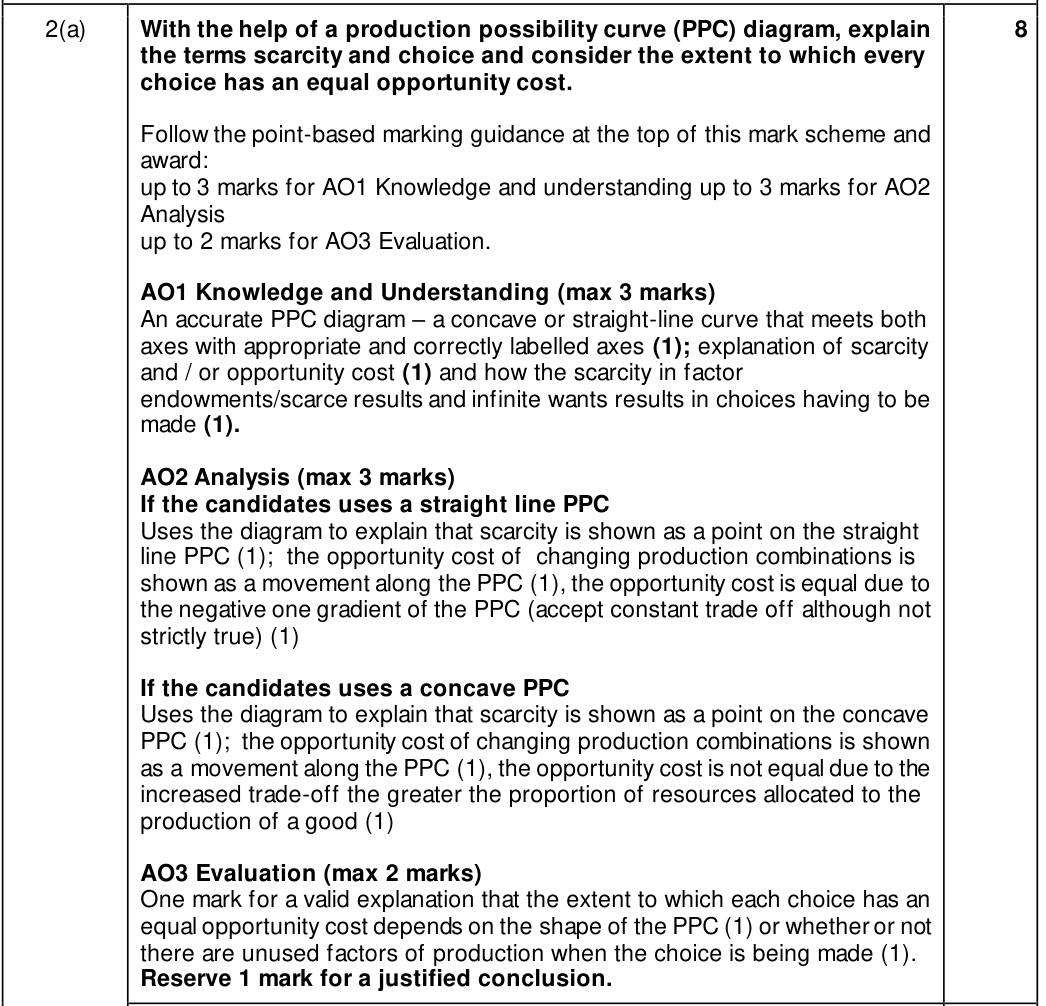 2(a)
With the help of a production possibility curve (PPC) diagram, explain
the terms scarcity and choice and consider the extent to which every
choice has an equal opportunity cost.
8
Follow the point-based marking guidance at the top of this mark scheme and
award:
up to 3 marks for AO1 Knowledge and understanding up to 3 marks for AO2
Analysis
up to 2 marks for AO3 Evaluation.
AO1 Knowledge and Understanding (max 3 marks)
An accurate PPC diagram – a concave or straight-line curve that meets both
axes with appropriate and correctly labelled axes (1); explanation of scarcity
and / or opportunity cost (1) and how the scarcity in factor
endowments/scarce results and infinite wants results in choices having to be
made (1).
AO2 Analysis (max 3 marks)
If the candidates uses a straight line PPC
Uses the diagram to explain that scarcity is shown as a point on the straight
line PPC (1); the opportunity cost of changing production combinations is
shown as a movement along the PPC (1), the opportunity cost is equal due to
the negative one gradient of the PPC (accept constant trade off although not
strictly true) (1)
If the candidates uses a concave PPC
Uses the diagram to explain that scarcity is shown as a point on the concave
PPC (1); the opportunity cost of changing production combinations is shown
as a movement along the PPC (1), the opportunity cost is not equal due to the
increased trade-off the greater the proportion of resources allocated to the
production of a good (1)
AO3 Evaluation (max 2 marks)
One mark for a valid explanation that the extent to which each choice has an
equal opportunity cost depends on the shape of the PPC (1) or whether or not
there are unused factors of production when the choice is being made (1).
Reserve 1 mark for a justified conclusion.